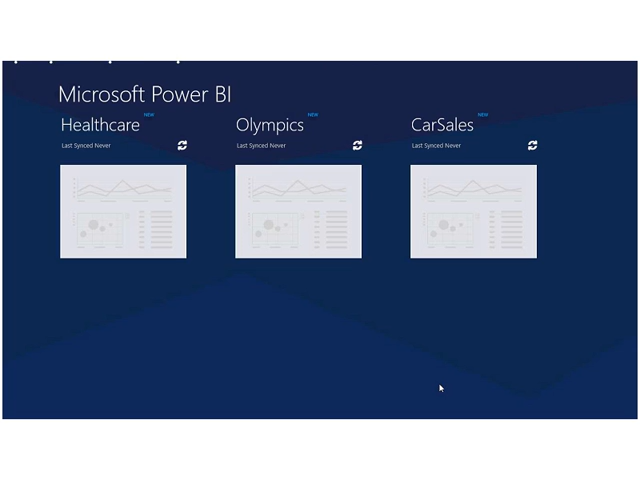 Microsoft Power BI
Healthcare NEW
Olympics NEW
CarSales NEW
Last Synced Never
Last Synced Never
Last Synced Never